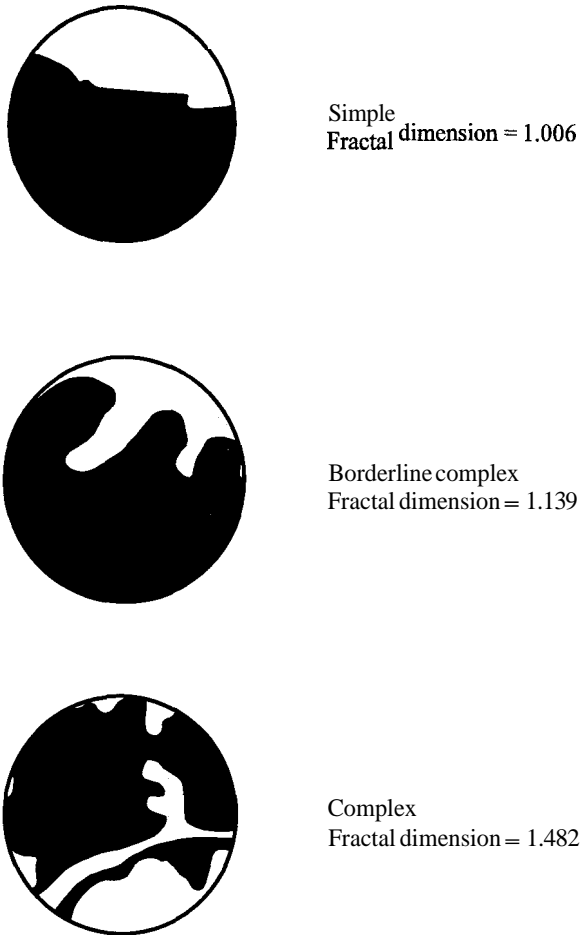 Simple
Fractal dimension = 1.006
Borderline complex
Fractal dimension = 1.139
Complex
Fractal dimension = 1.482